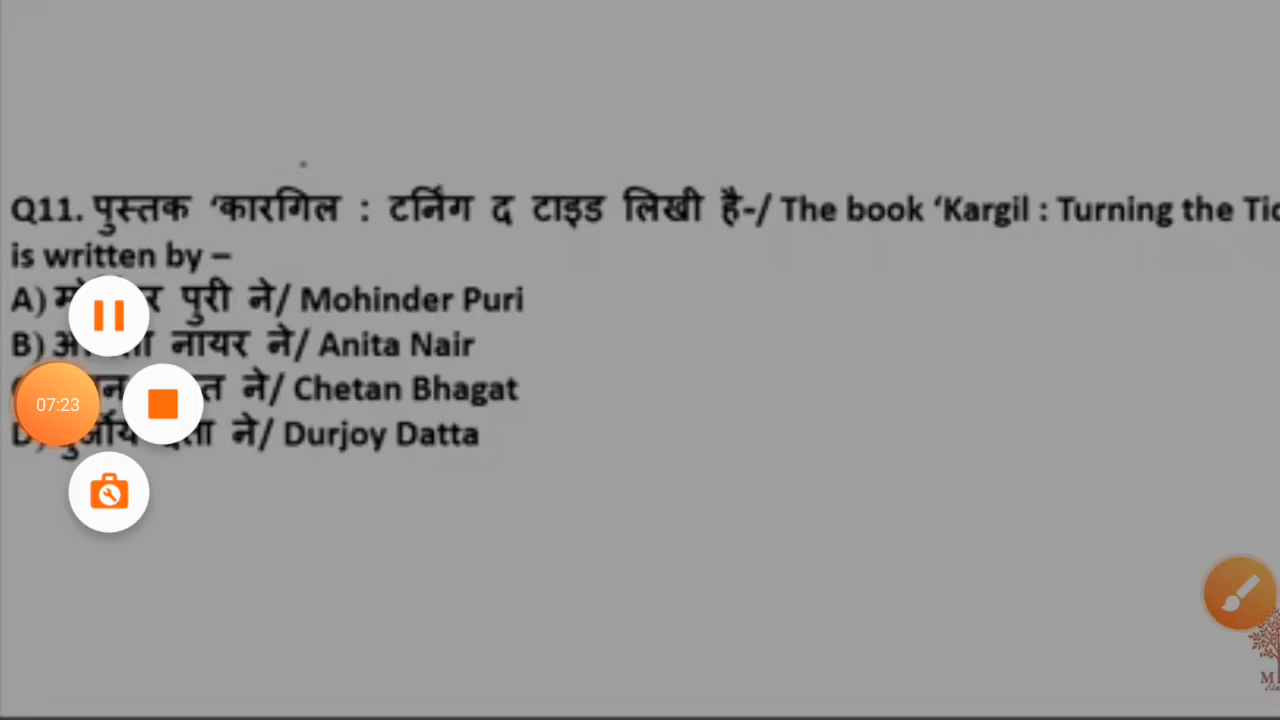 Q11. पुस्तक ‘कारगिल : टर्निंग द टाइड लिखी है-/ The book ‘Kargil : Turning the
is written by –
A) पुरी ने/ Mohinder Puri
B) नायर ने/ Anita Nair
ने/ Chetan Bhagat
07:23
D) ने/ Durjoy Datta
M